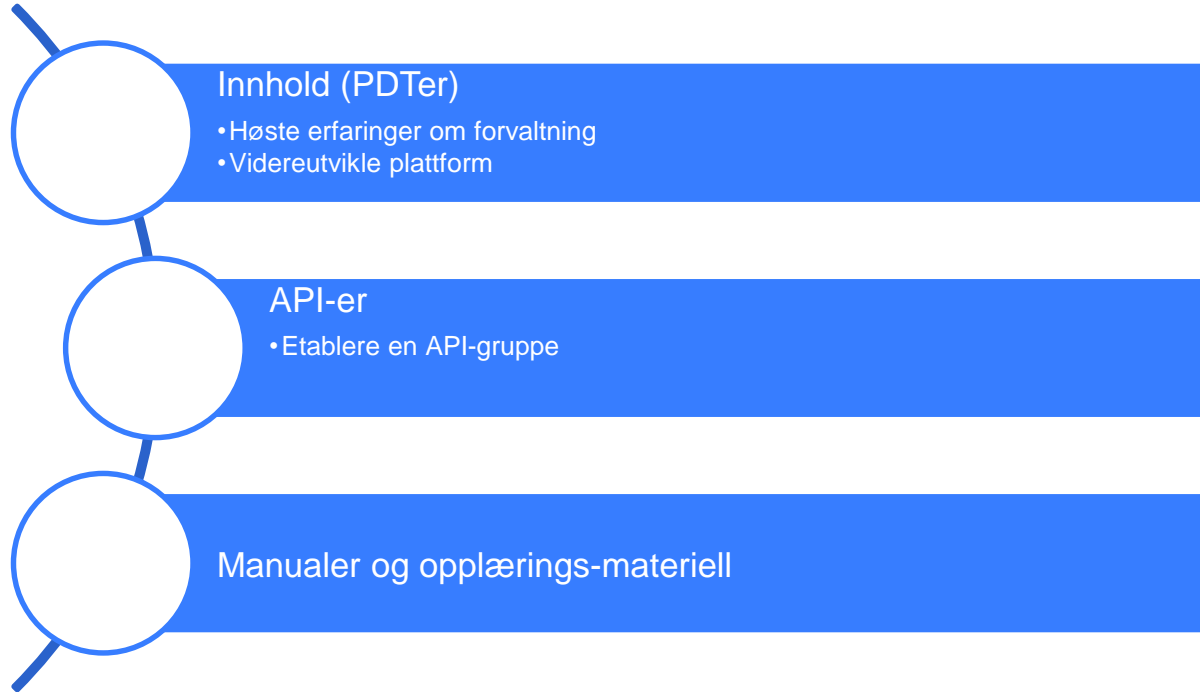 Innhold (PDTer)
•Høste erfaringer om forvaltning
•Videreutvikle plattform
API-er
•Etablere en API-gruppe
Manualer og opplærings-materiell